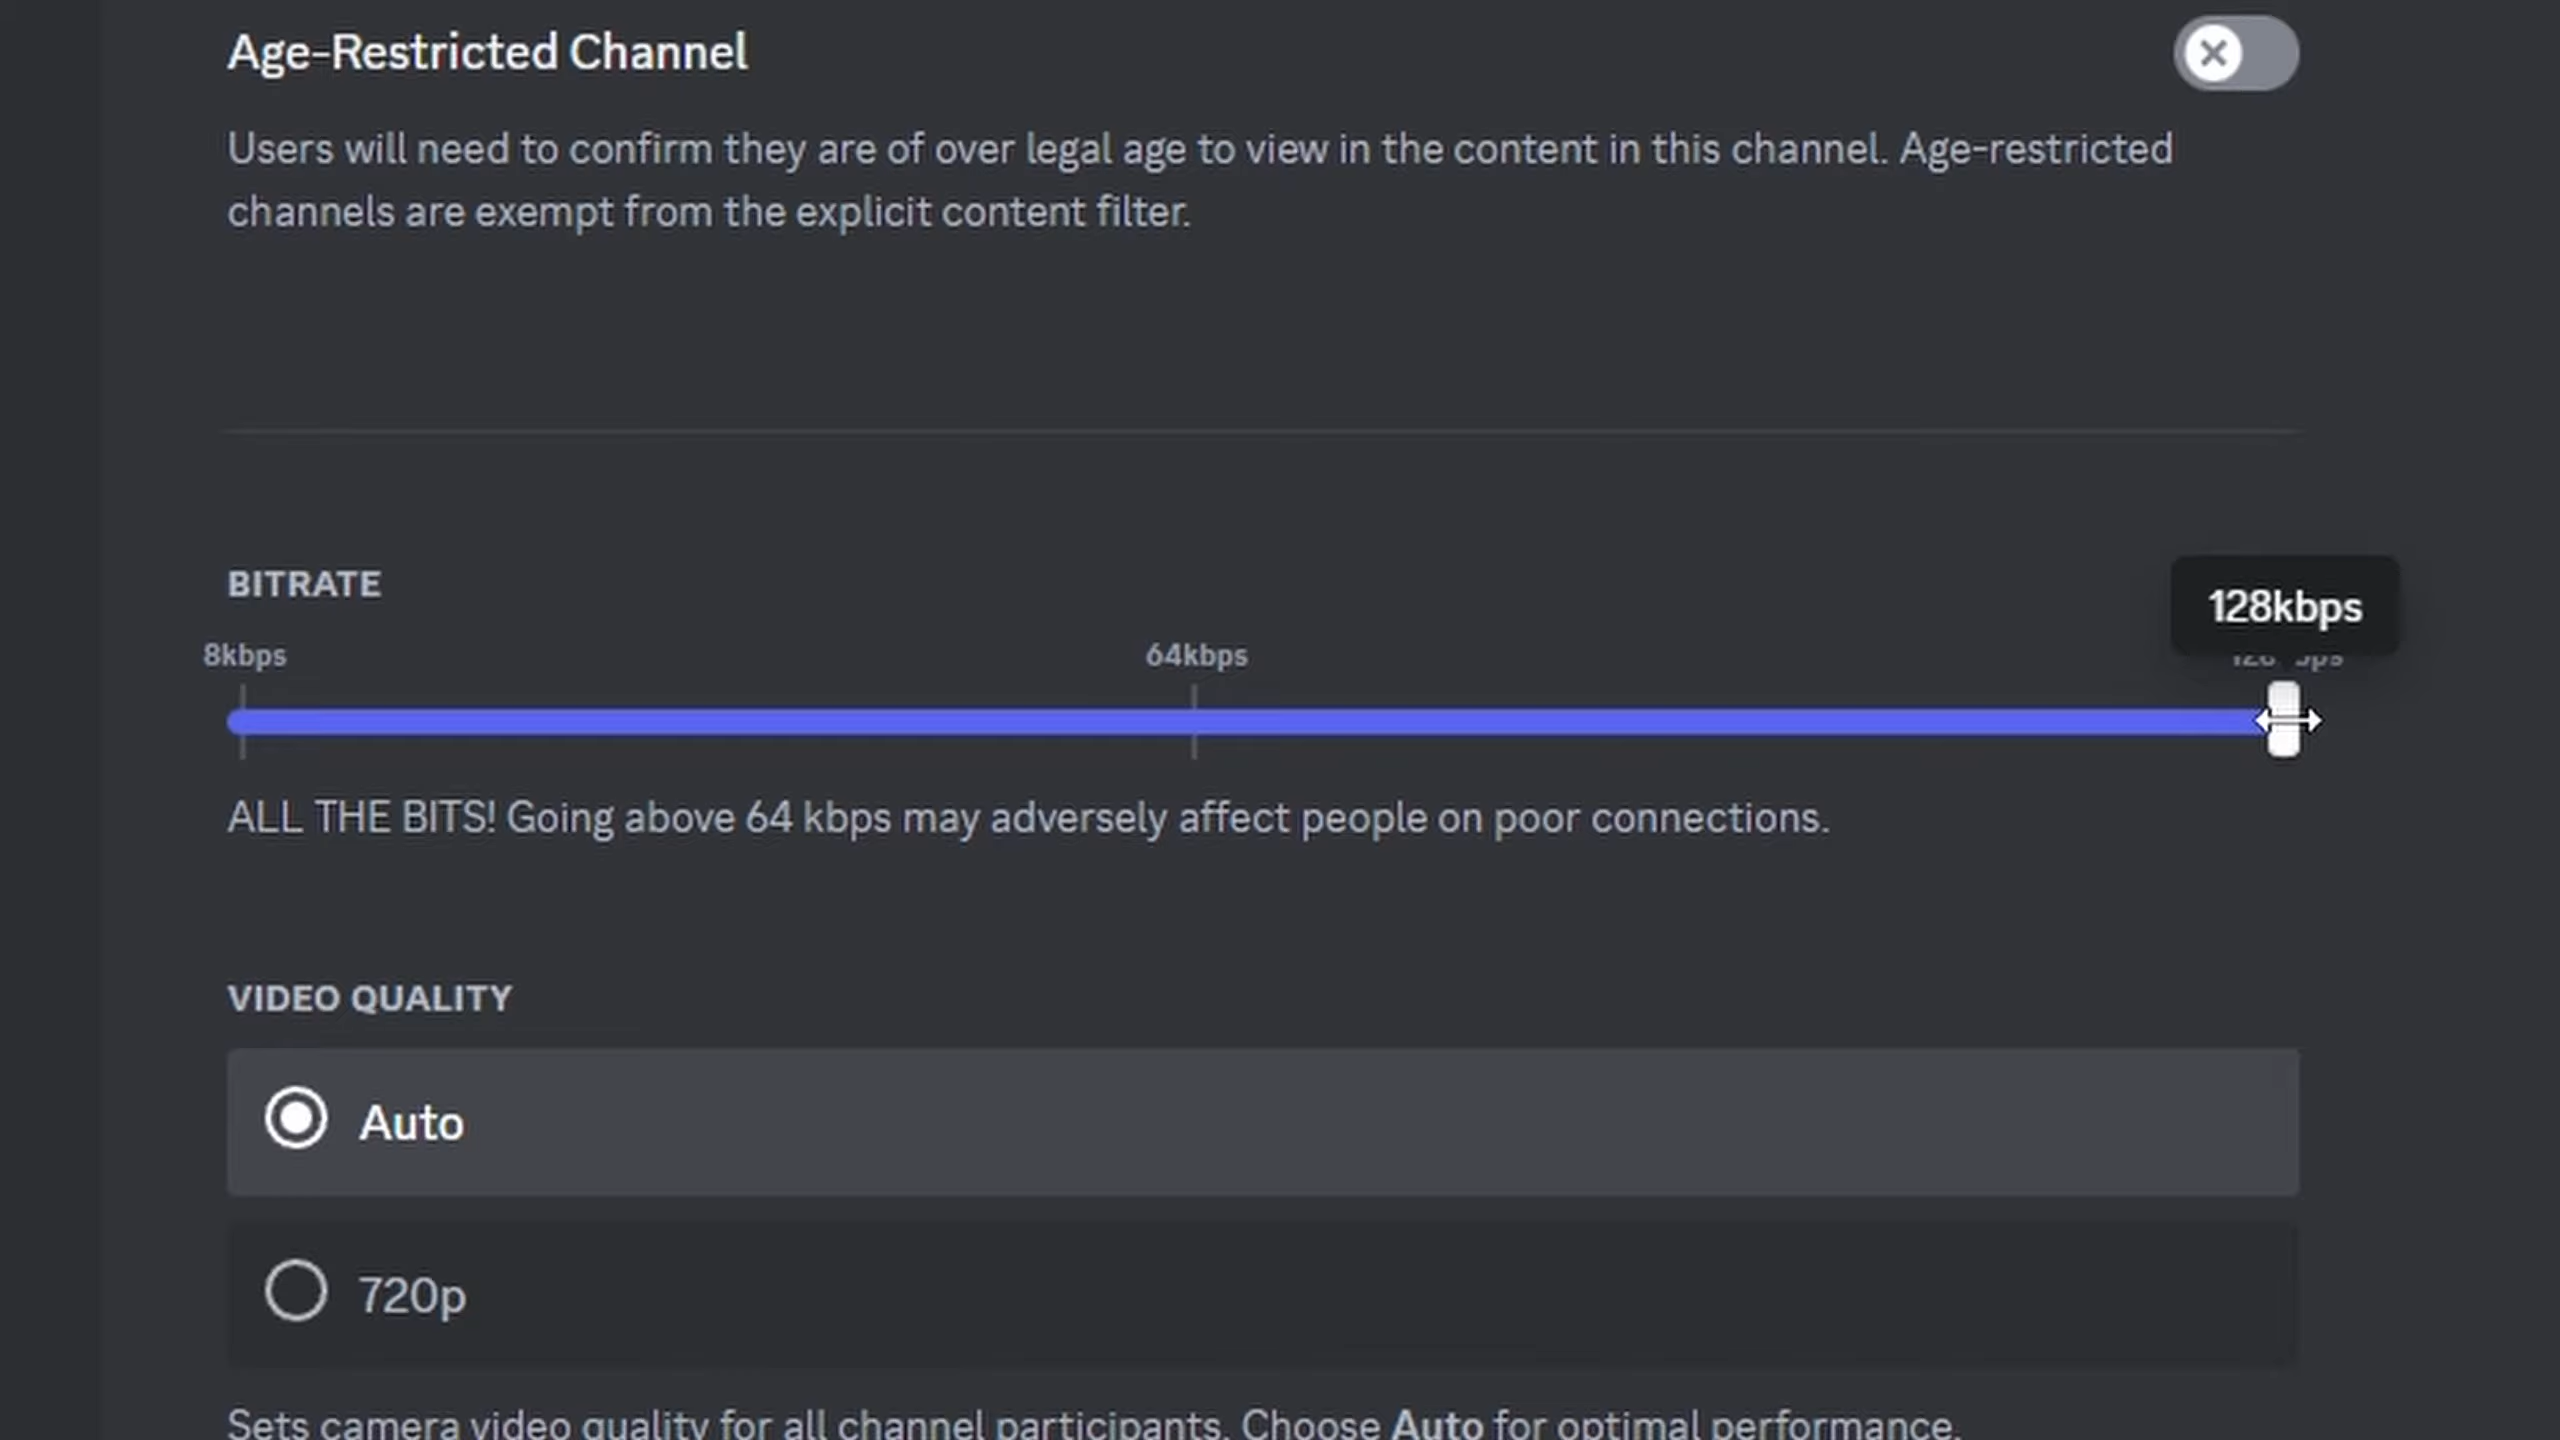 Age-Restricted Channel
Users will need to confirm they are of over legal age to view in the content in this channel. Age-restricted
channels are exempt from the explicit content filter.
BITRATE
128kbps
8kbps
64kbps
ALL THE BITS! Going above 64 kbps may adversely affect people on poor connections.
VIDEO QUALITY
Auto
720p
Sets camera video quality for all channel participants. Choose Auto for optimal performance.